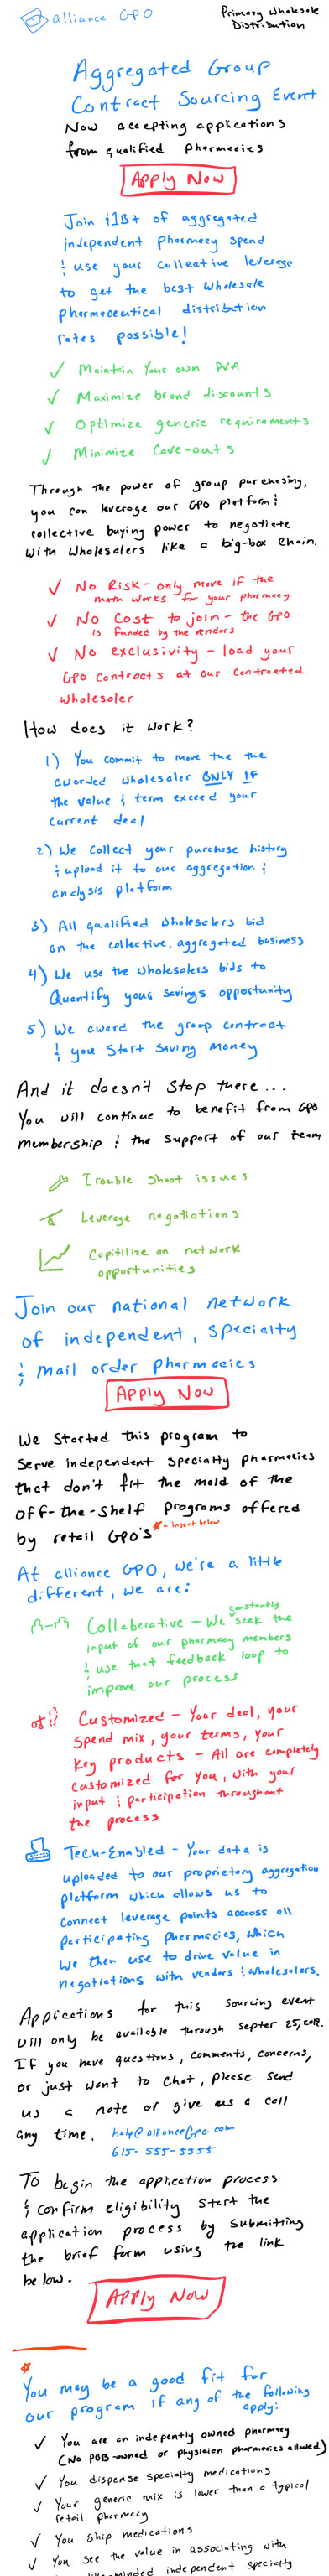 alliance GPO
Primary Wholesale
Distribution
Aggregated Group
Contract Sourcing Event
Now accepting applications
from qualified pharmacies
Apply Now
Join $1B+ of aggregated
independent pharmacy spend
& use your collective leverage
to get the best wholesale
pharmaceutical distribution
rates possible!
✓ Maintain your own PVA
✓ Maximize brand discounts
✓ Optimize generic requirements
✓ Minimize Cave-outs
Through the power of group purchasing,
you can leverage our GPO platform &
collective buying power to negotiate
with wholesalers like a big-box chain.
✓ No Risk - only move if the
math works for your pharmacy
✓ No Cost to join - the GPO
is funded by the vendors
✓ No exclusivity - load your
GPO contracts at our contracted
wholesaler
How does it work?
1) You commit to move the the
awarded wholesaler ONLY IF
the value & term exceed your
current deal
2) We collect your purchase history
& upload it to our aggregation &
analysis platform
3) All qualified wholesalers bid
on the collective, aggregated business
4) We use the wholesalers bids to
Quantify your savings opportunity
5) We award the group contract
& you start saving money
And it doesn't stop there...
You will continue to benefit from GPO
membership & the support of our team
Trouble shoot issues
Leverage negotiations
Capitilize on network
opportunities
Join our national network
of independent, specialty
& mail order pharmacies
Apply Now
We started this program to
serve independent specialty pharmacies
that don't fit the mold of the
off-the-shelf programs offered
by retail GPO's * - insert below
At alliance GPO, we're a little
different, we are:
Collaberative - We constantly seek the
input of our pharmacy members
& use that feedback loop to
improve our process
Customized - Your deal, your
spend mix, your terms, your
key products - All are completely
customized for you, with your
input & participation throughout
the process
Tech-Enabled - Your data is
uploaded to our proprietary aggregation
platform which allows us to
connect leverage points accross all
participating pharmacies, which
we then use to drive value in
negotiations with vendors & wholesalers.
Applications for this sourcing event
will only be available through 25,
If you have questions, comments, concerns,
or just want to chat, please send
us a note or give us a call
any time. help@allianceGpo.com
615-555-5555
To begin the application process
& confirm eligibility start the
application process by submitting
the brief form using the link
below.
Apply Now
*
You may be a good fit for
our program if any of the following
apply:
✓ You are an indepently owned pharmacy
(No PBB-owned or physician pharmacies allowed)
✓ You dispense specialty medications
✓ Your generic mix is lower than a typical
retail pharmacy
✓ You ship medications
✓ You see the value in associating with
independent specialty